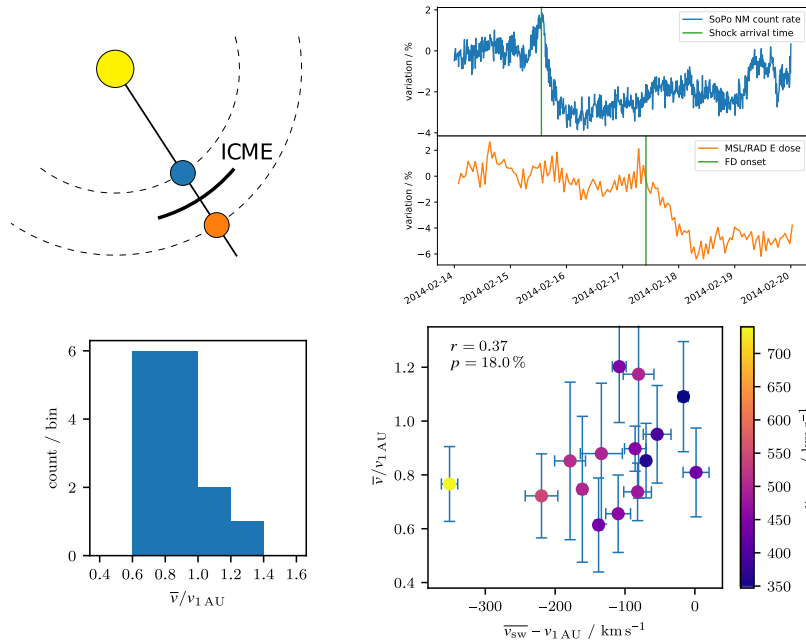 ICME
SoPo NM count rate
Shock arrival time
variation / %
2
0
−2
−4
MSL/RAD E dose
FD onset
variation / %
2
0
−2
−4
−6
2014-02-14
2014-02-15
2014-02-16
2014-02-17
2014-02-18
2014-02-19
2014-02-20
count / bin
6
4
2
0
0.4 0.6 0.8 1.0 1.2 1.4 1.6
v̅/v1 AU
r = 0.37
p = 18.0 %
v̅/v1 AU
1.2
1.0
0.8
0.6
0.4
−300 −200 −100 0
v̅sw − v1 AU / km s−1
700
650
600
550
500
450
400
350